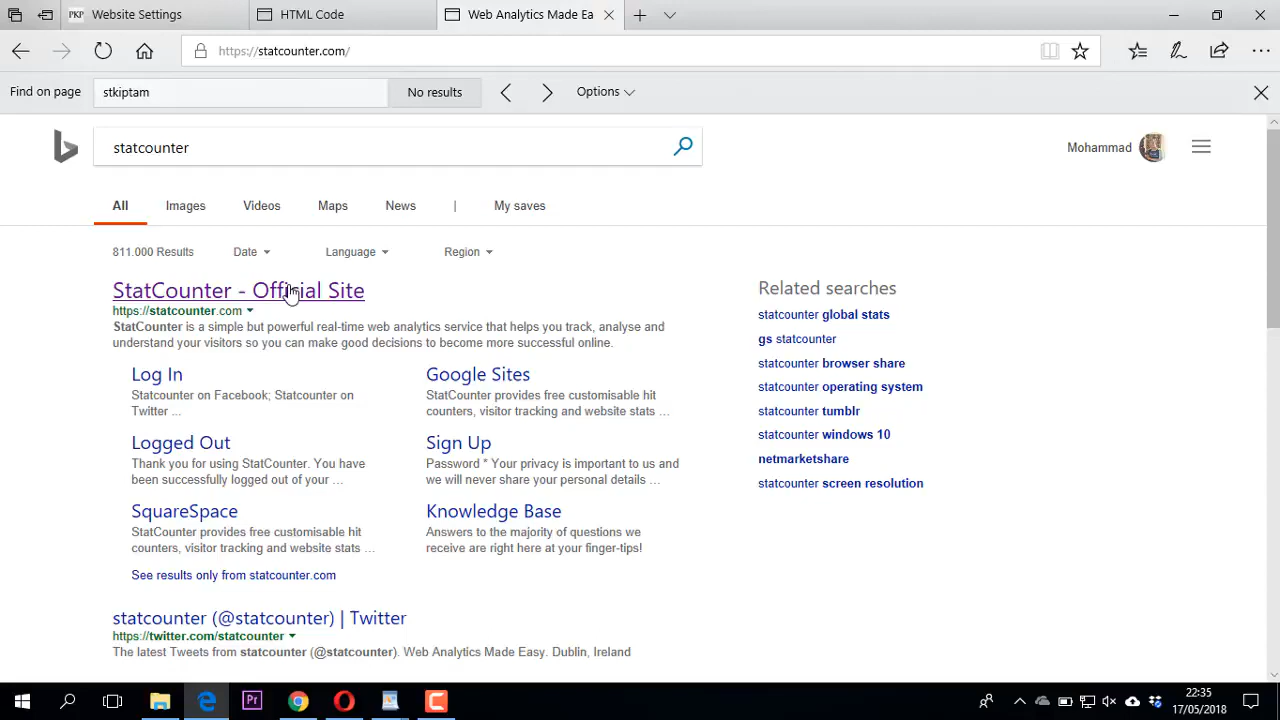 PKP Website Settings
HTML Code
Web Analytics Made Ea
https://statcounter.com/
Find on page
stkiptam
No results
Options
statcounter
Mohammad
All Images Videos Maps News | My saves
811.000 Results Date Language Region
StatCounter - Official Site
https://statcounter.com
StatCounter is a simple but powerful real-time web analytics service that helps you track, analyse and
understand your visitors so you can make good decisions to become more successful online.
Log In
Statcounter on Facebook; Statcounter on
Twitter ...
Google Sites
StatCounter provides free customisable hit
counters, visitor tracking and website stats ...
Logged Out
Thank you for using StatCounter. You have
been successfully logged out of your ...
Sign Up
Password * Your privacy is important to us and
we will never share your personal details ...
SquareSpace
StatCounter provides free customisable hit
counters, visitor tracking and website stats ...
Knowledge Base
Answers to the majority of questions we
receive are right here at your finger-tips!
See results only from statcounter.com
statcounter (@statcounter) | Twitter
https://twitter.com/statcounter
The latest Tweets from statcounter (@statcounter). Web Analytics Made Easy. Dublin, Ireland
Related searches
statcounter global stats
gs statcounter
statcounter browser share
statcounter operating system
statcounter tumblr
statcounter windows 10
netmarketshare
statcounter screen resolution
Pr
22:35
17/05/2018